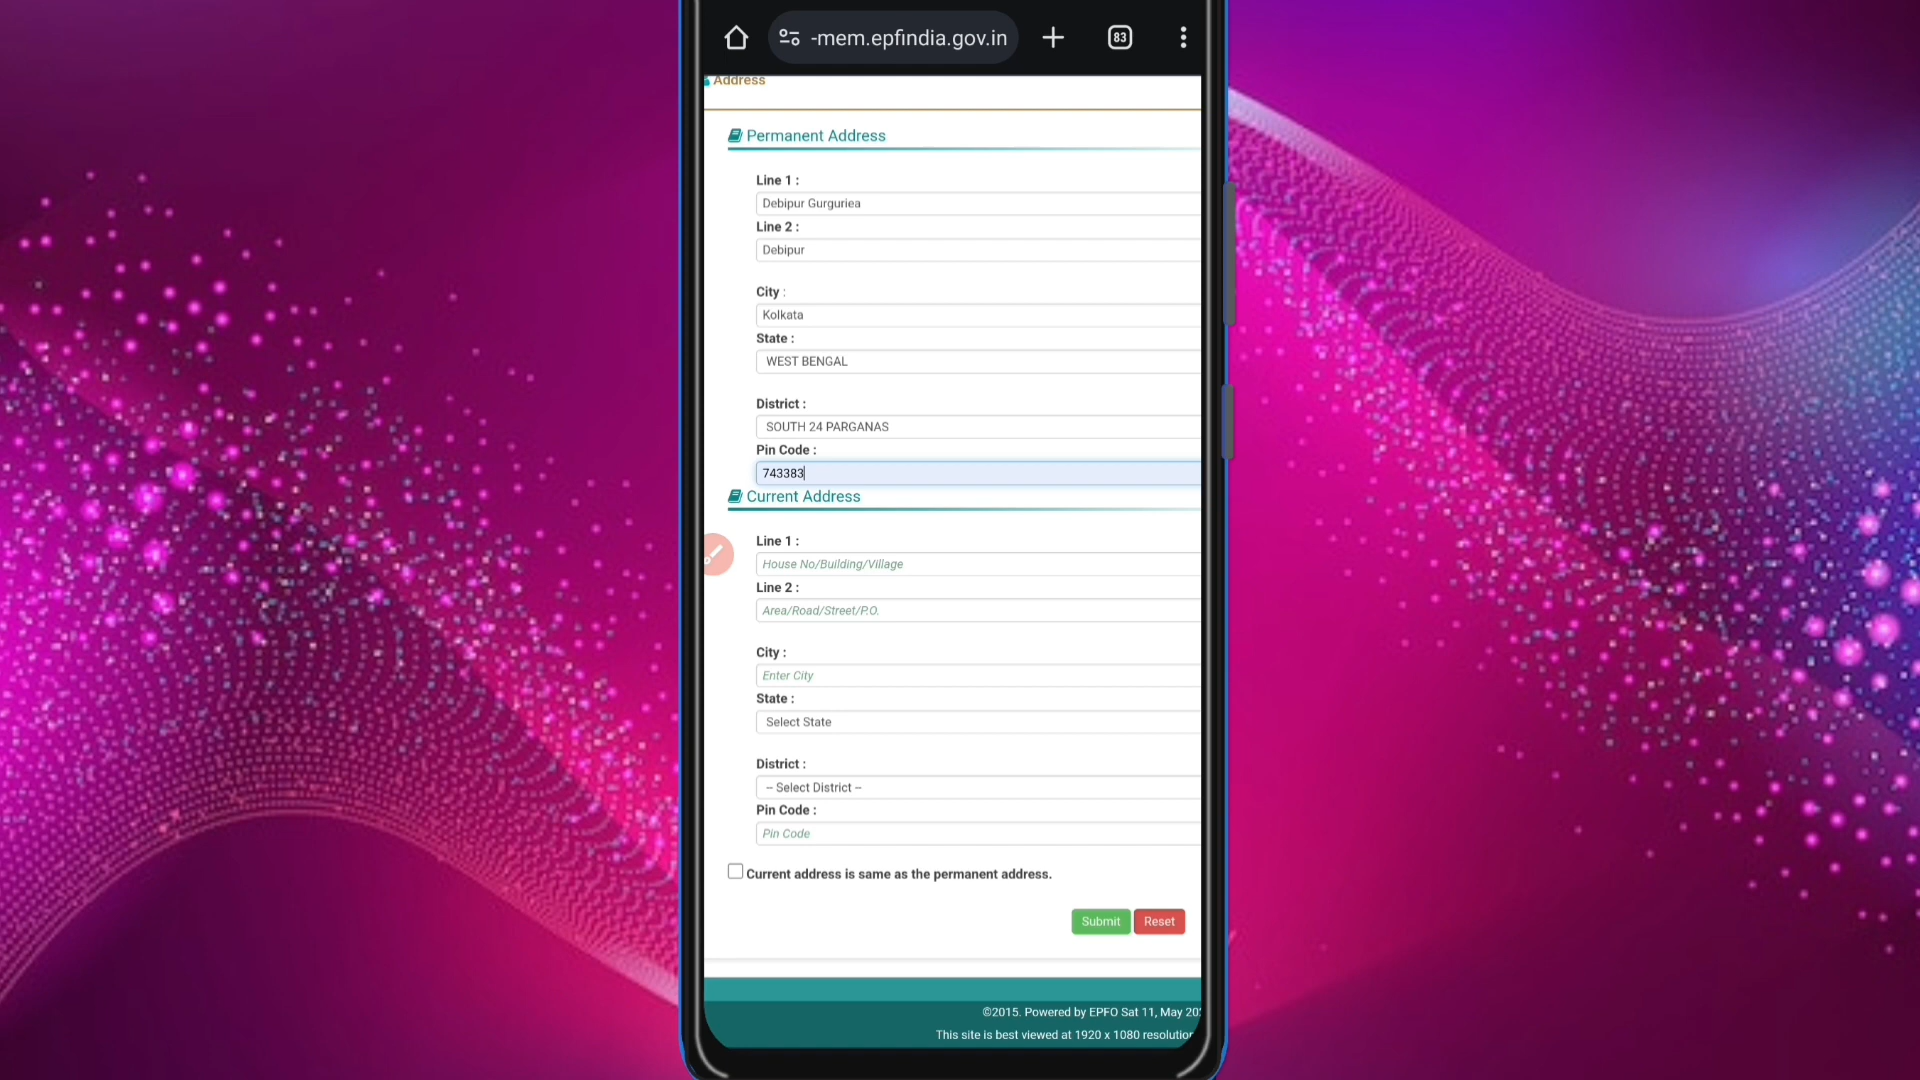 -mem.epfindia.gov.in
83
Address
Permanent Address
Line 1 :
Debipur Gurguriea
Line 2 :
Debipur
City :
Kolkata
State :
WEST BENGAL
District :
SOUTH 24 PARGANAS
Pin Code :
743383
Current Address
Line 1 :
House No/Building/Village
Line 2 :
Area/Road/Street/P.O.
City :
Enter City
State :
Select State
District :
-- Select District --
Pin Code :
Pin Code
Current address is same as the permanent address.
Submit Reset
©2015. Powered by EPFO Sat 11, May 20
This site is best viewed at 1920 x 1080 resolution